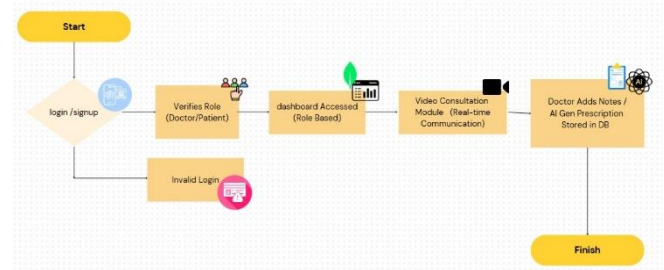 Start
login /signup
Verifies Role
(Doctor/Patient)
dashboard Accessed
(Role Based)
Video Consultation
Module (Real-time
Communication)
Doctor Adds Notes /
AI Gen Prescription
Stored in DB
AI
Invalid Login
Finish